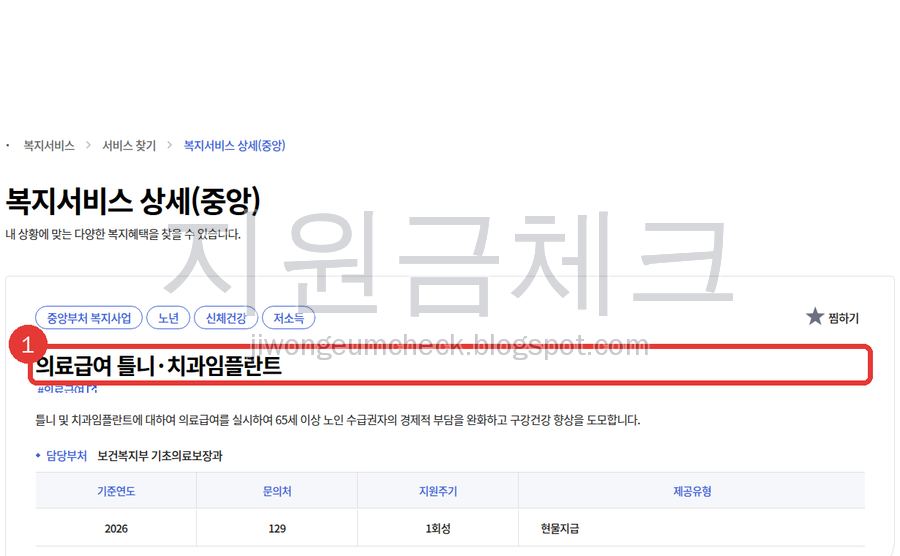 · 복지서비스 > 서비스 찾기 > 복지서비스 상세(중앙)
복지서비스 상세(중앙)
내 상황에 맞는 다양한 복지혜택을 찾을 수 있습니다.
지원금체크
중앙부처 복지사업 노년 신체건강 저소득 찜하기
jiwongeumcheck.blogspot.com
1
의료급여 틀니·치과임플란트
#의료급여
틀니 및 치과임플란트에 대하여 의료급여를 실시하여 65세 이상 노인 수급권자의 경제적 부담을 완화하고 구강건강 향상을 도모합니다.
담당부처 보건복지부 기초의료보장과
기준연도 문의처 지원주기 제공유형
2026 129 1회성 현물지급